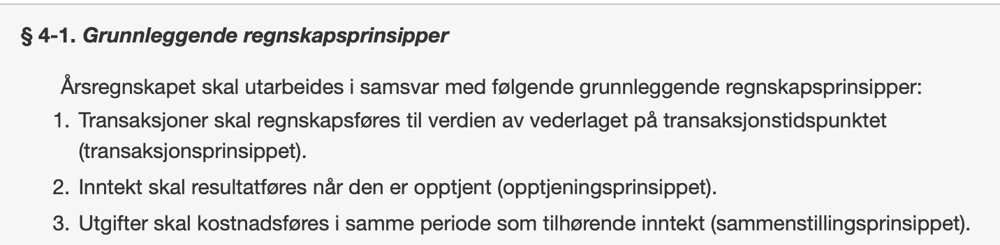 § 4-1. Grunnleggende regnskapsprinsipper
Årsregnskapet skal utarbeides i samsvar med følgende grunnleggende regnskapsprinsipper:
1. Transaksjoner skal regnskapsføres til verdien av vederlaget på transaksjonstidspunktet
(transaksjonsprinsippet).
2. Inntekt skal resultatføres når den er opptjent (opptjeningsprinsippet).
3. Utgifter skal kostnadsføres i samme periode som tilhørende inntekt (sammenstillingsprinsippet).